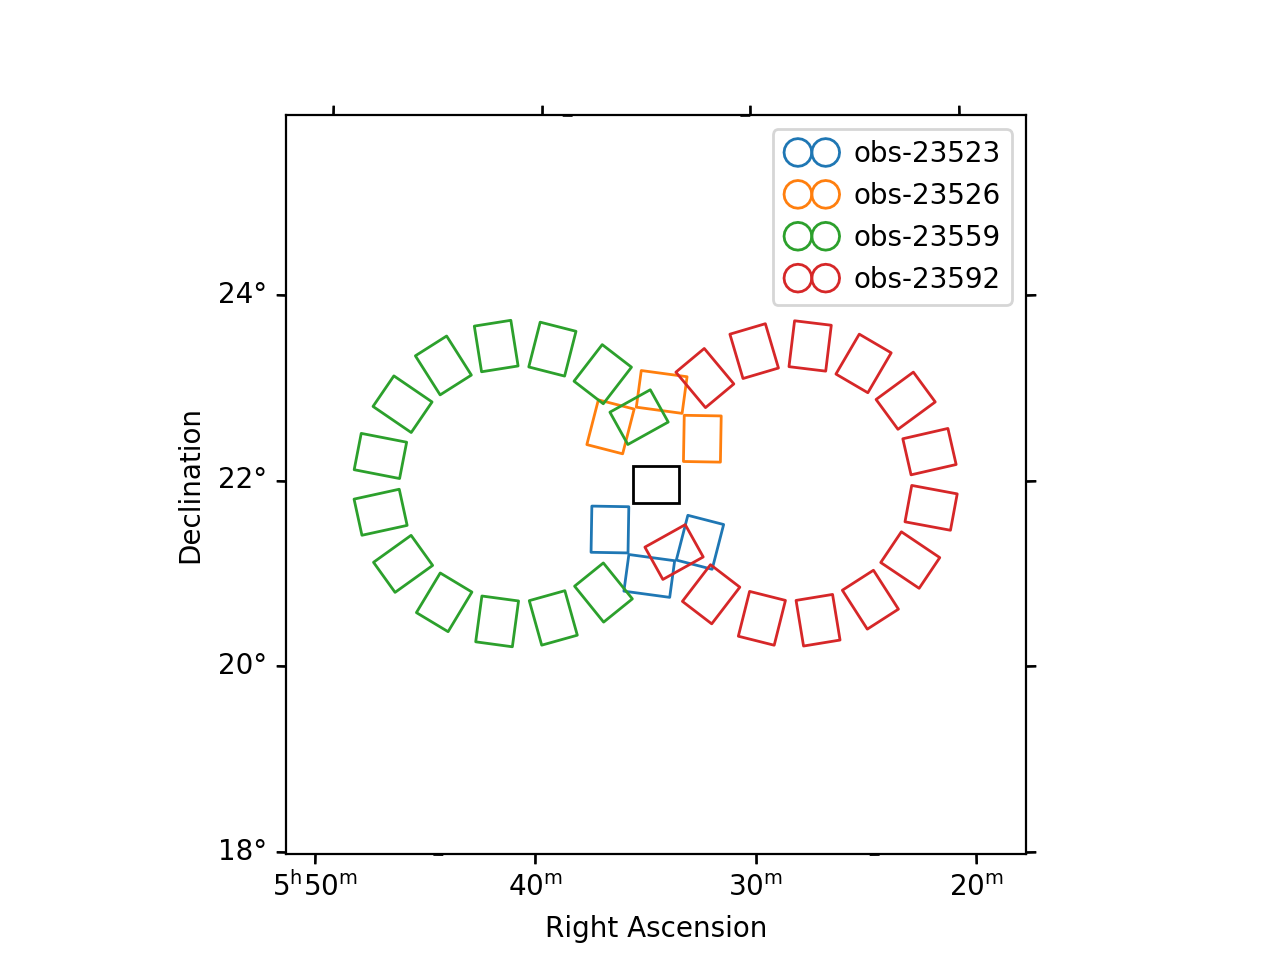 obs-23523
obs-23526
obs-23559
obs-23592
24°
22°
20°
18°
Declination
5ʰ50ᵐ 40ᵐ 30ᵐ 20ᵐ
Right Ascension